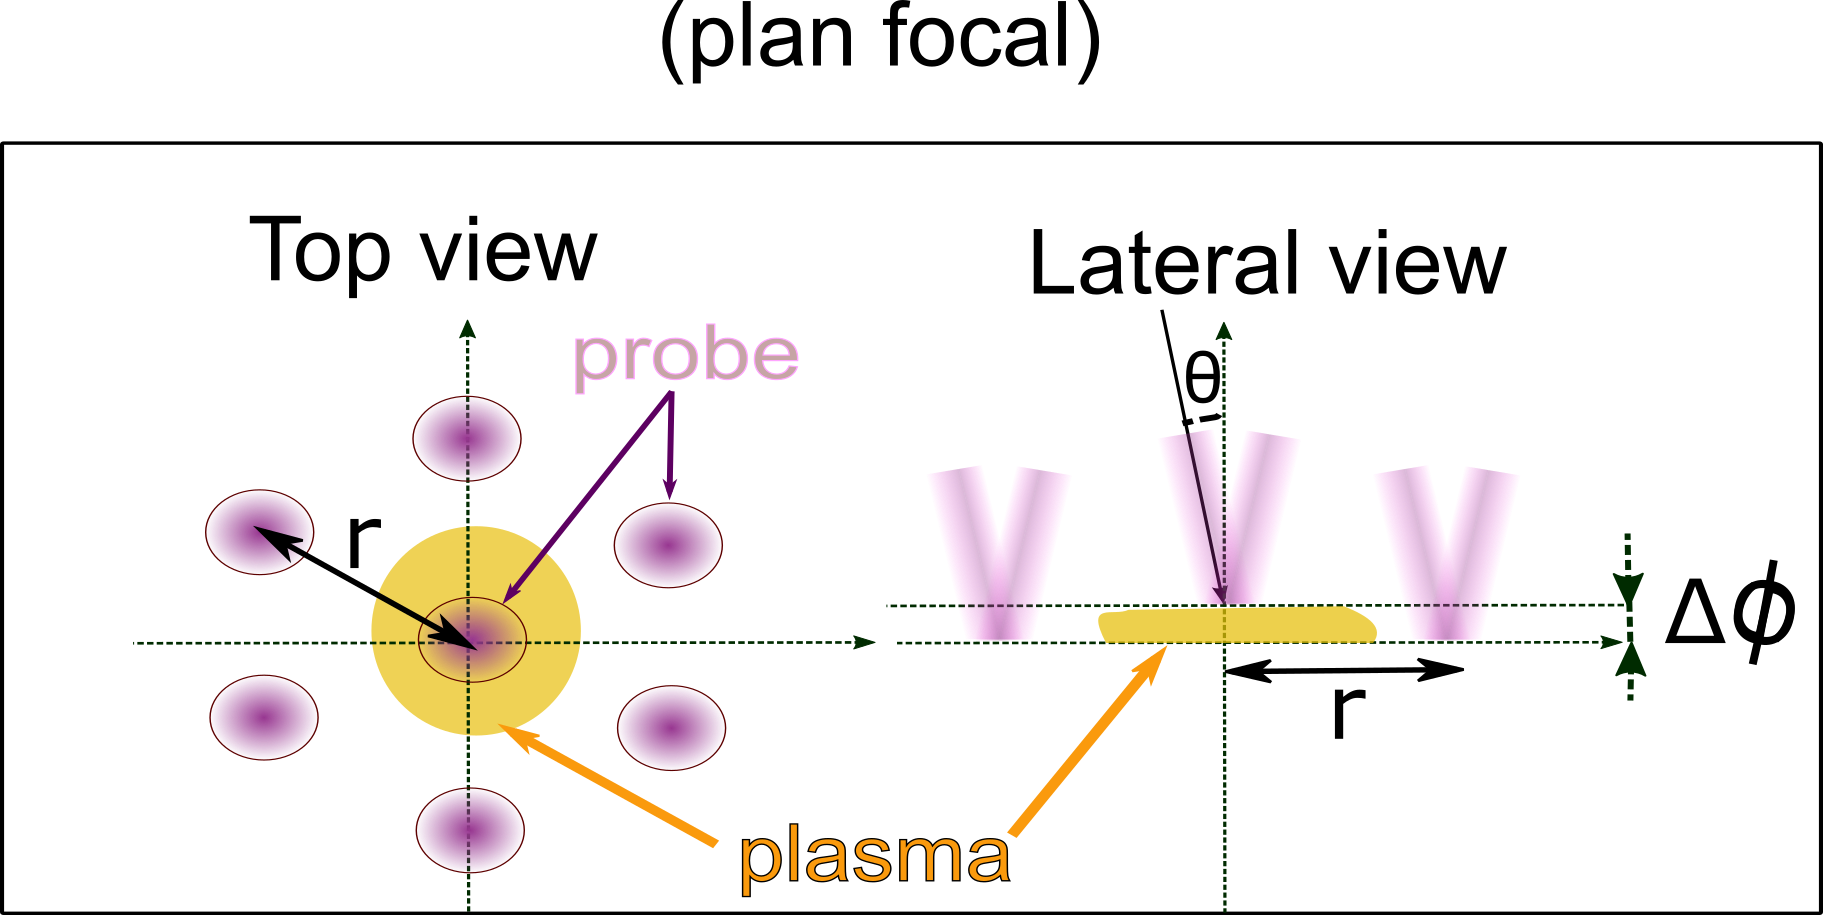 (plan focal)
Top view
Lateral view
probe
θ
r
Δϕ
r
plasma